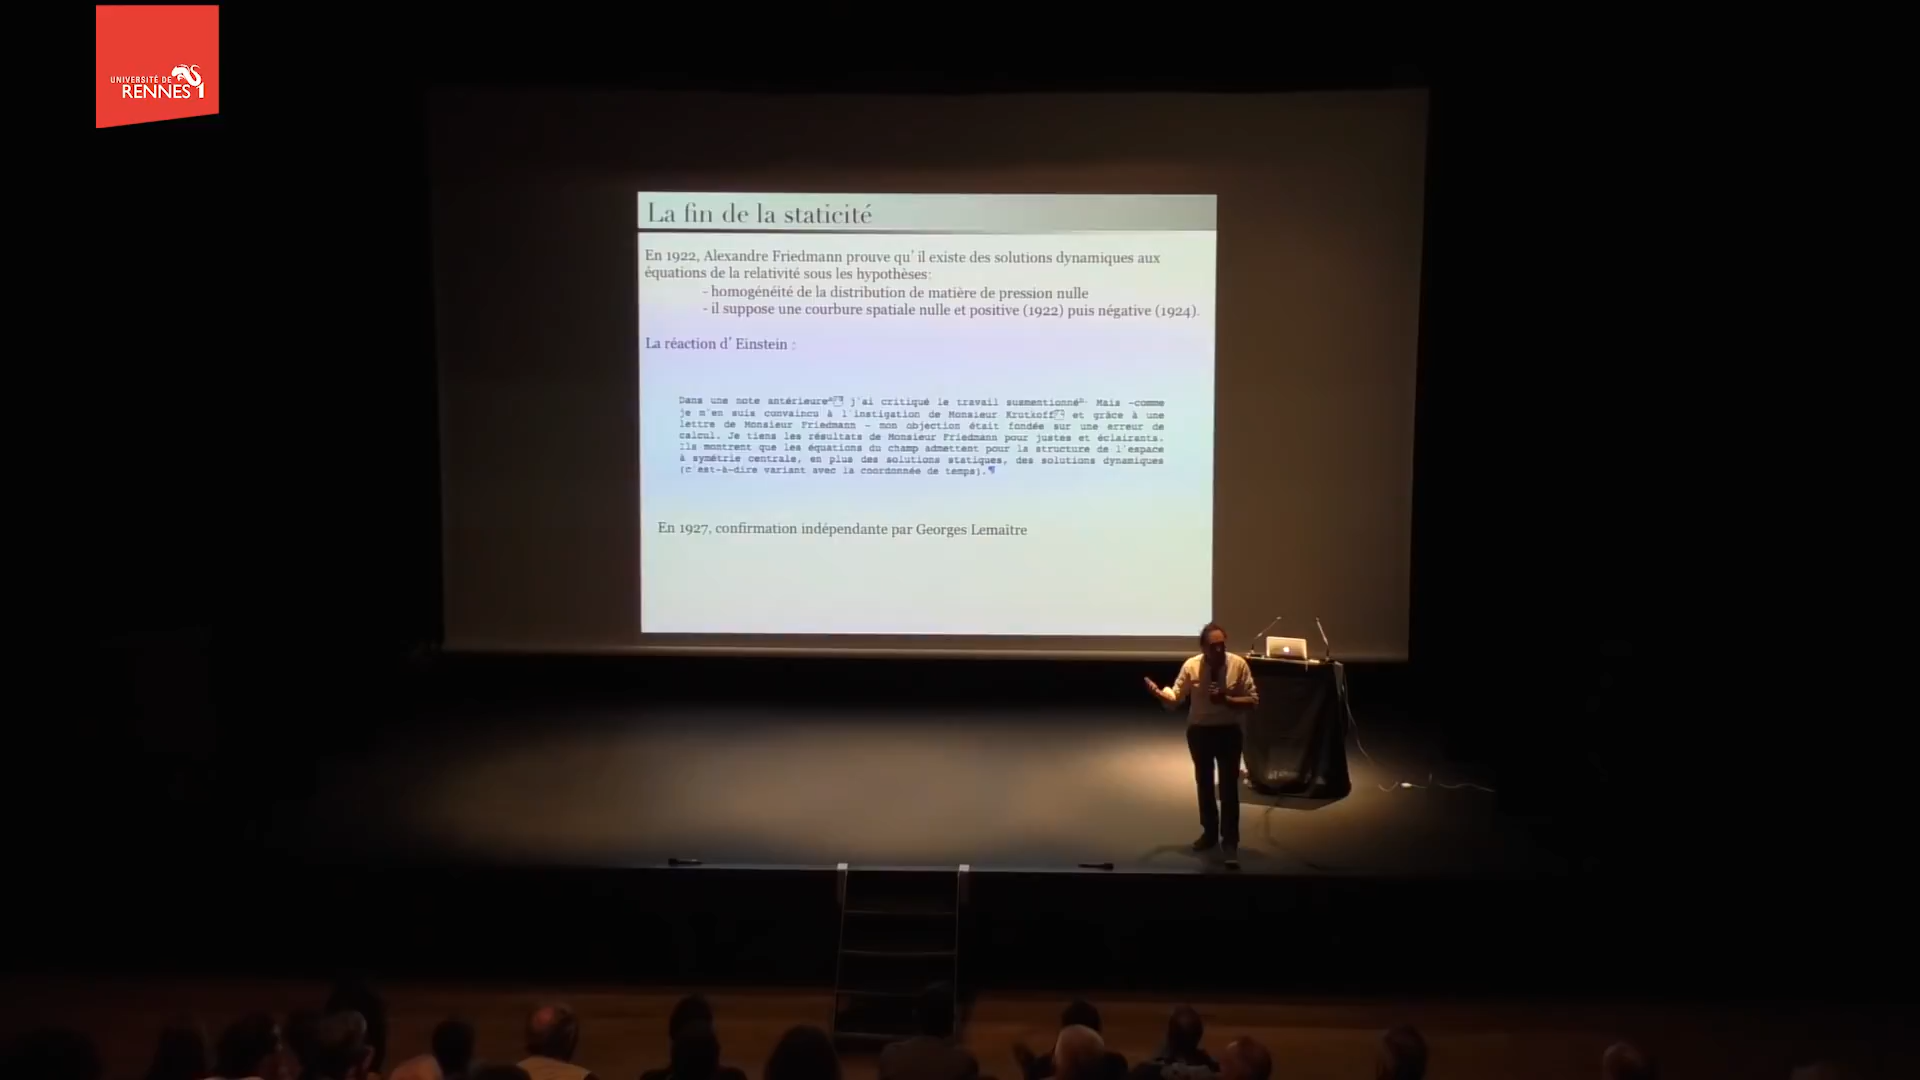 UNIVERSITÉ DE
RENNES 1
La fin de la staticité
En 1922, Alexandre Friedmann prouve qu' il existe des solutions dynamiques aux
équations de la relativité sous les hypothèses:
- homogénéité de la distribution de matière de pression nulle
- il suppose une courbure spatiale nulle et positive (1922) puis négative (1924).
La réaction d' Einstein :
Dans une note antérieure j'ai critiqué le travail susmentionné. Mais -comme
je m'en suis convaincu à l'instigation de Monsieur Krutkoff et grâce à une
lettre de Monsieur Friedmann - mon objection était fondée sur une erreur de
calcul. Je tiens les résultats de Monsieur Friedmann pour justes et éclairants.
Ils montrent que les équations du champ admettent pour la structure de l'espace
à symétrie centrale, en plus des solutions statiques, des solutions dynamiques
(c'est-à-dire variant avec la coordonnée de temps).
En 1927, confirmation indépendante par Georges Lemaître